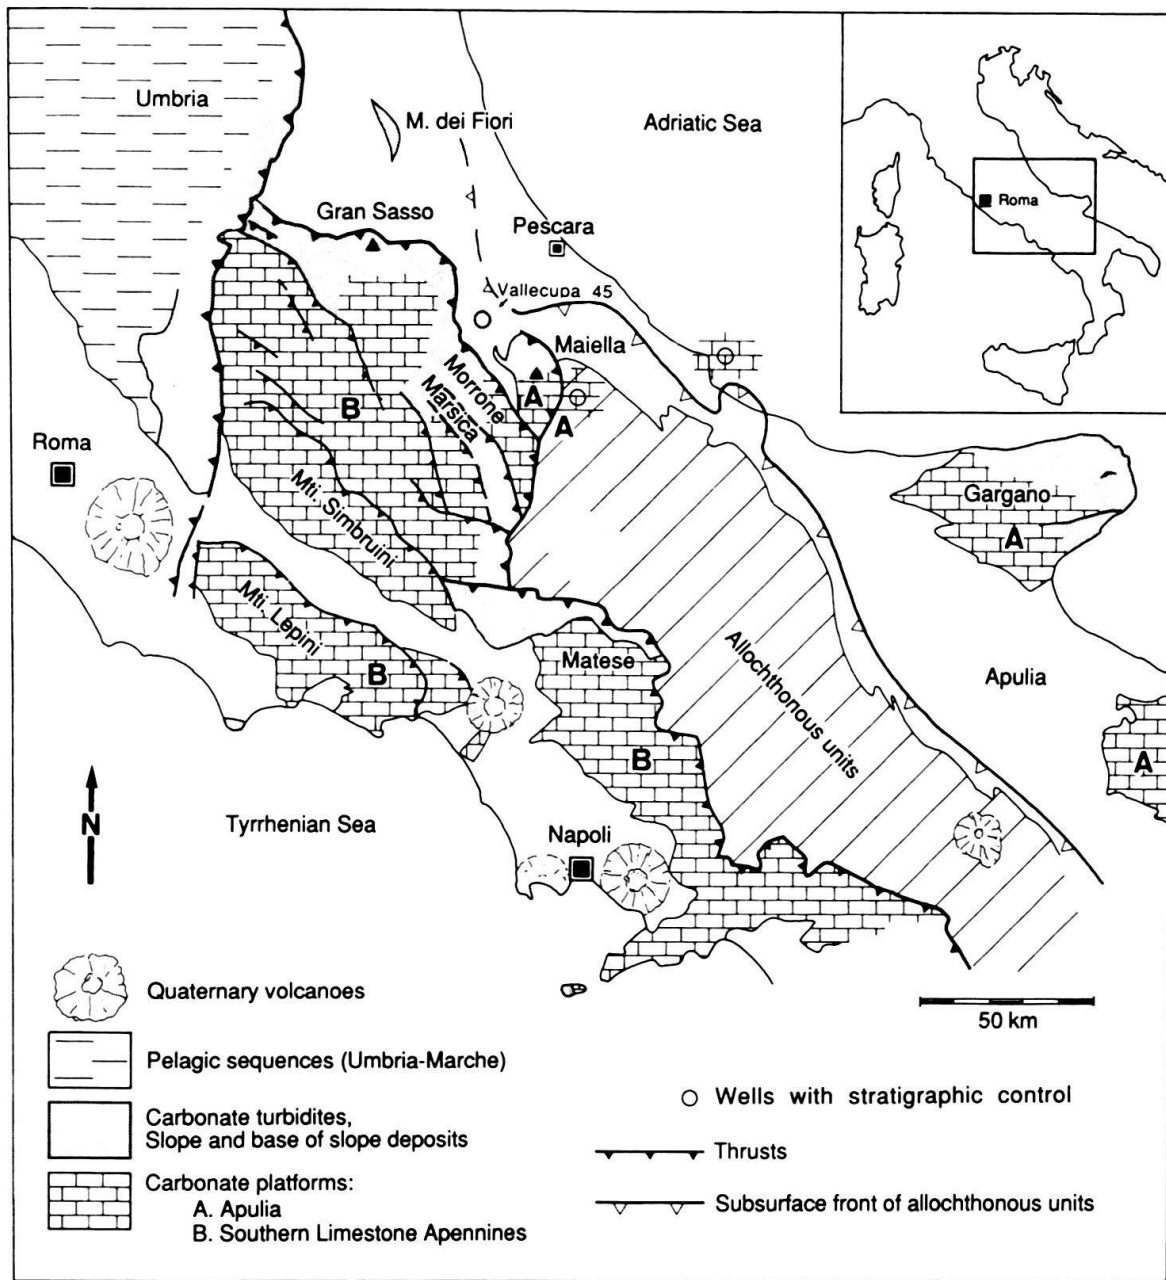 Umbria
M. dei Fiori
Adriatic Sea
Roma
Gran Sasso
Pescara
Vallecupa 45
Maiella
Morrone
Marsica
A
A
B
Roma
Mti. Simbruini
Gargano
A
Mti. Lepini
B
Matese
Allochthonous units
Apulia
B
A
N
Tyrrhenian Sea
Napoli
50 km
Quaternary volcanoes
Pelagic sequences (Umbria-Marche)
Carbonate turbidites,
Slope and base of slope deposits
Carbonate platforms:
A. Apulia
B. Southern Limestone Apennines
Wells with stratigraphic control
Thrusts
Subsurface front of allochthonous units